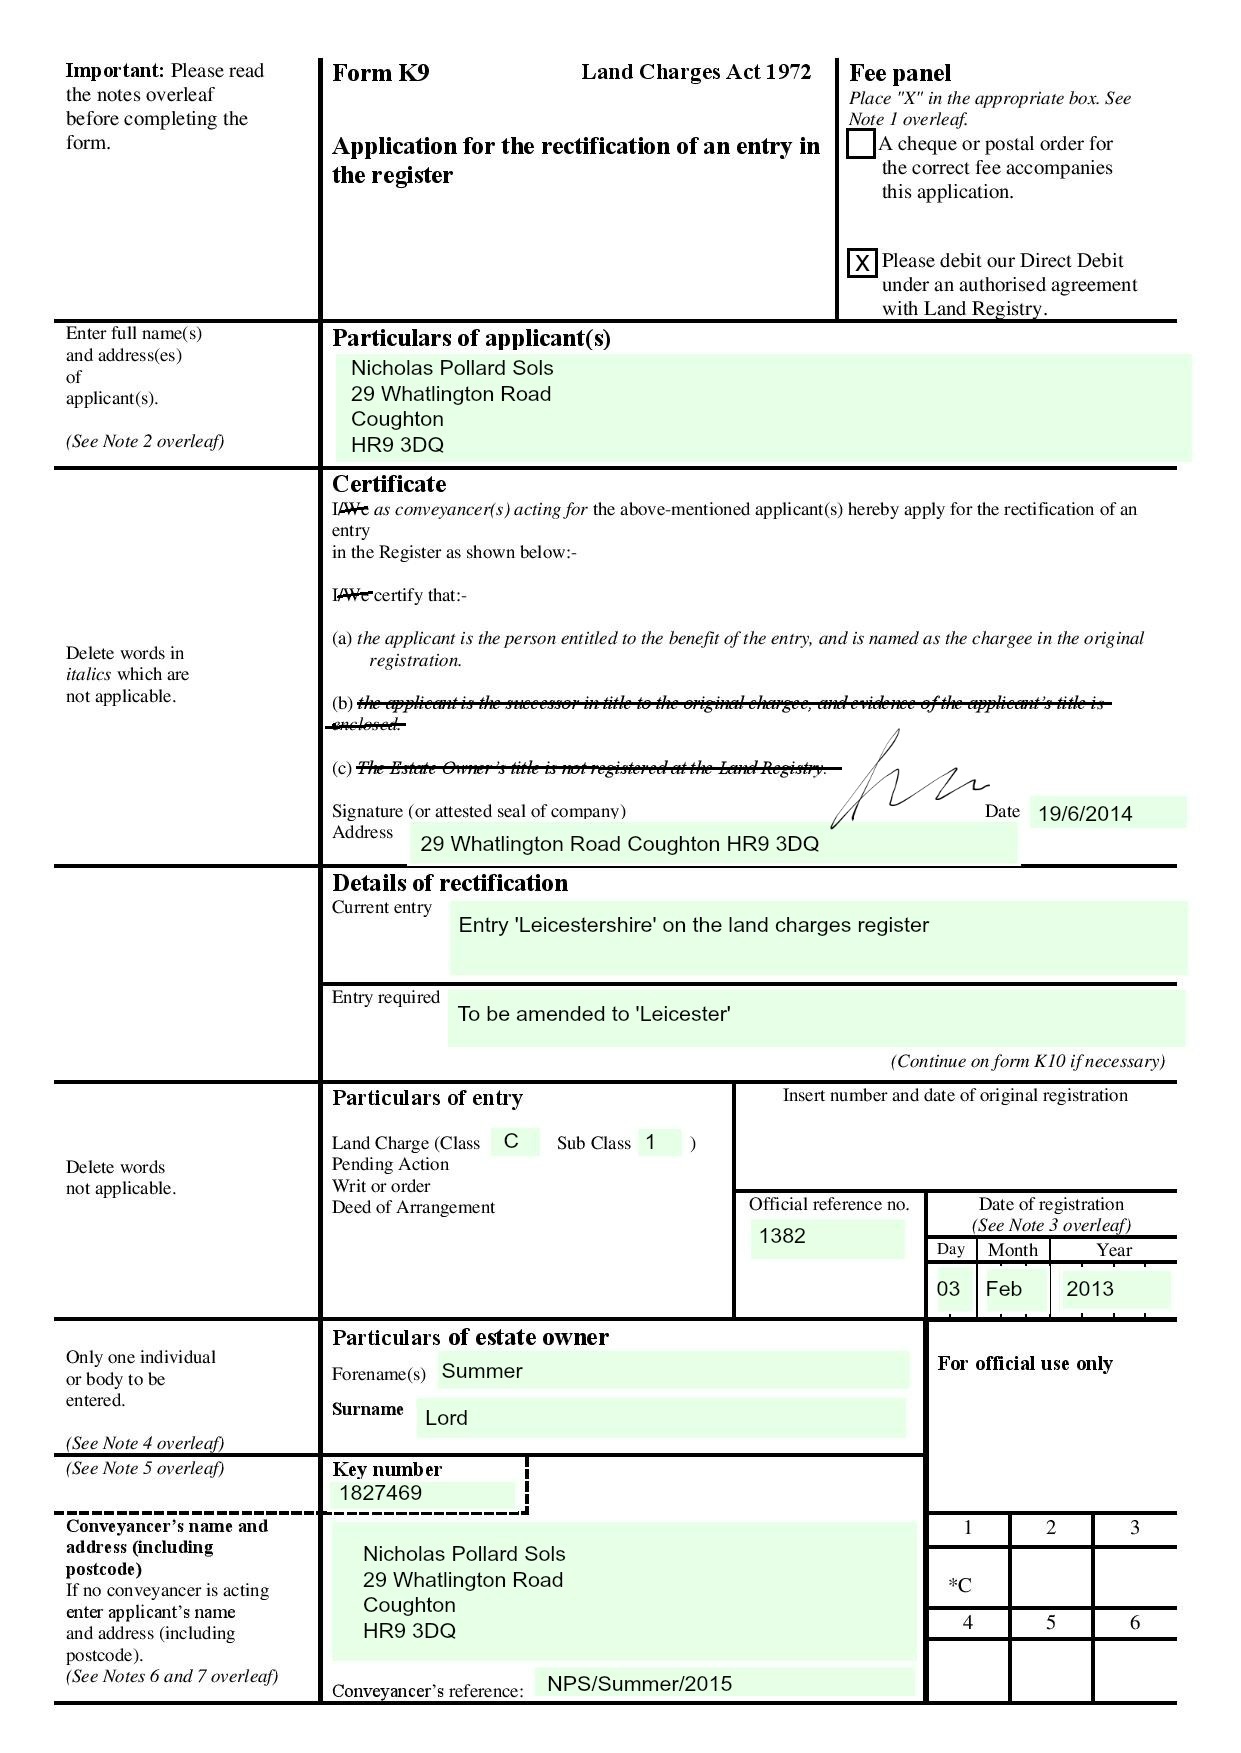 Important: Please read
the notes overleaf
before completing the
form.
Form K9
Land Charges Act 1972
Application for the rectification of an entry in
the register
Fee panel
Place "X" in the appropriate box. See
Note 1 overleaf.
A cheque or postal order for
the correct fee accompanies
this application.
X Please debit our Direct Debit
under an authorised agreement
with Land Registry.
Enter full name(s)
and address(es)
of
applicant(s).
(See Note 2 overleaf)
Particulars of applicant(s)
Nicholas Pollard Sols
29 Whatlington Road
Coughton
HR9 3DQ
Delete words in
italics which are
not applicable.
Certificate
I/We as conveyancer(s) acting for the above-mentioned applicant(s) hereby apply for the rectification of an
entry
in the Register as shown below:-
I/We certify that:-
(a) the applicant is the person entitled to the benefit of the entry, and is named as the chargee in the original
registration.
(b) the applicant is the successor in title to the original chargee, and evidence of the applicant's title is
enclosed.
(c) The Estate Owner's title is not registered at the Land Registry.
Signature (or attested seal of company)
Date 19/6/2014
Address 29 Whatlington Road Coughton HR9 3DQ
Details of rectification
Current entry
Entry 'Leicestershire' on the land charges register
Entry required
To be amended to 'Leicester'
(Continue on form K10 if necessary)
Delete words
not applicable.
Particulars of entry
Land Charge (Class C Sub Class 1 )
Pending Action
Writ or order
Deed of Arrangement
Insert number and date of original registration
Official reference no.
1382
Date of registration
(See Note 3 overleaf)
Day Month Year
03 Feb 2013
Only one individual
or body to be
entered.
(See Note 4 overleaf)
Particulars of estate owner
Forename(s) Summer
Surname Lord
For official use only
(See Note 5 overleaf)
Key number
1827469
Conveyancer's name and
address (including
postcode)
If no conveyancer is acting
enter applicant's name
and address (including
postcode).
(See Notes 6 and 7 overleaf)
Nicholas Pollard Sols
29 Whatlington Road
Coughton
HR9 3DQ
Conveyancer's reference: NPS/Summer/2015
1 2 3
*C
4 5 6